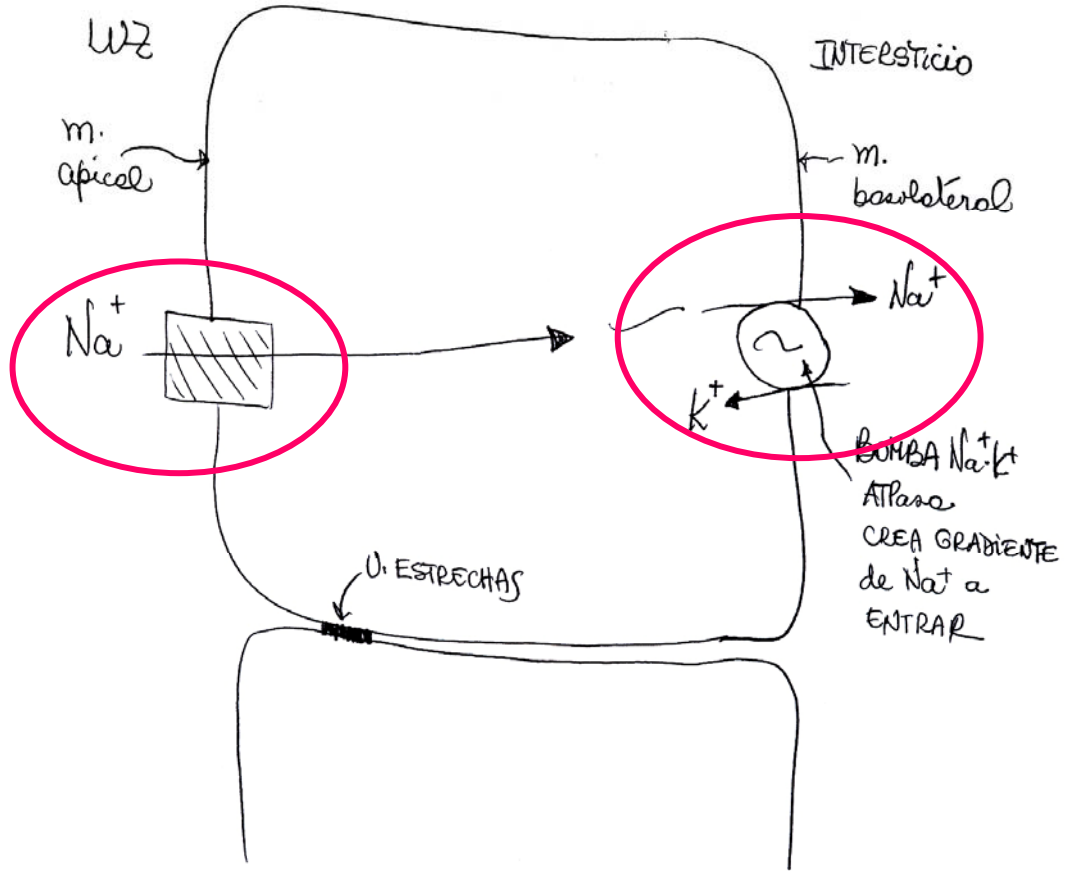 LUZ
INTERSTICIO
m.
apical
m.
basolateral
Na+
Na+
K+
BOMBA Na+K+
ATPasa
CREA GRADIENTE
de Na+ a
ENTRAR
U. ESTRECHAS